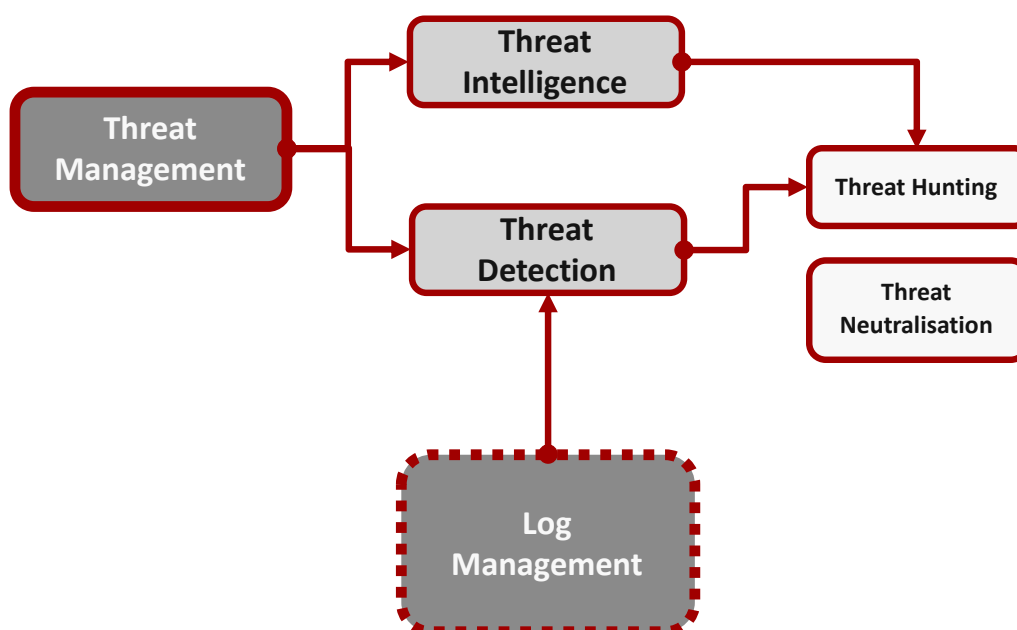 Threat
Intelligence
Threat
Management
Threat Hunting
Threat
Detection
Threat
Neutralisation
Log
Management